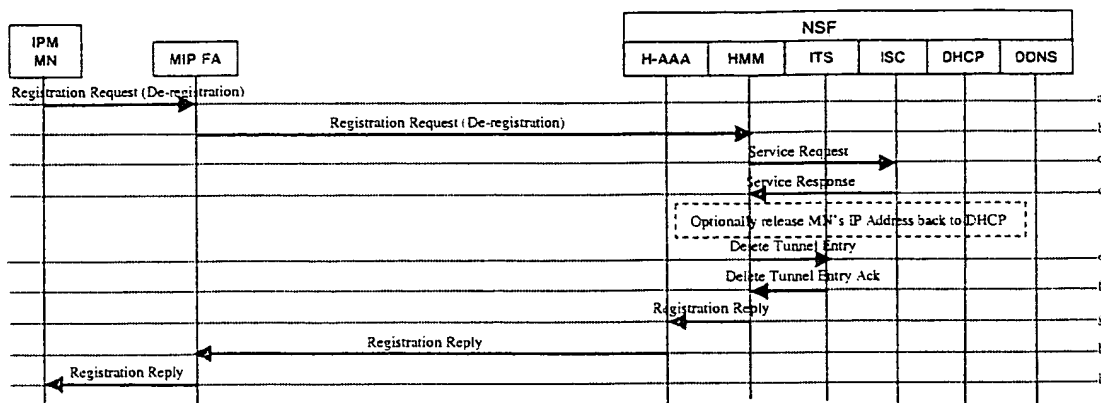 NSF
IPM
MN
MIP FA
H-AAA
HMM
ITS
ISC
DHCP
DDNS
Registration Request (De-registration)
Registration Request (De-registration)
Service Request
Service Response
Optionally release MN's IP Address back to DHCP
Delete Tunnel Entry
Delete Tunnel Entry Ack
Registration Reply
Registration Reply
Registration Reply